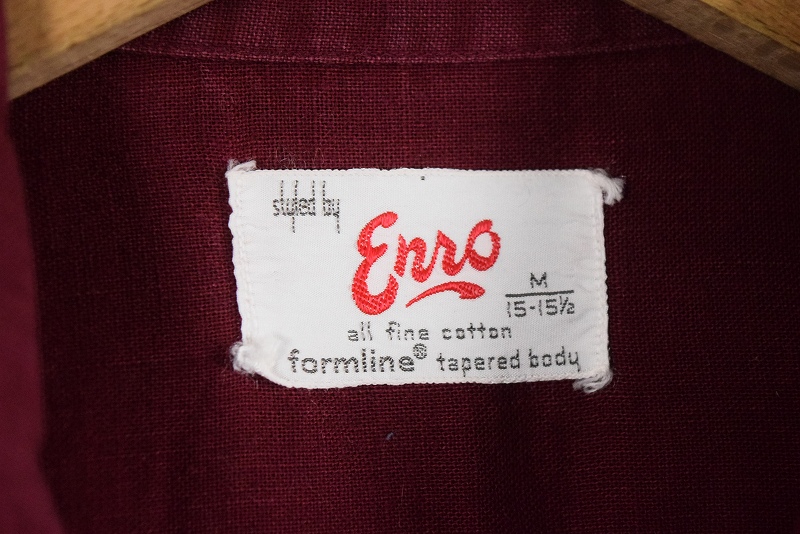 styled by
Enro
M
15-15½
all fine cotton
formline® tapered body